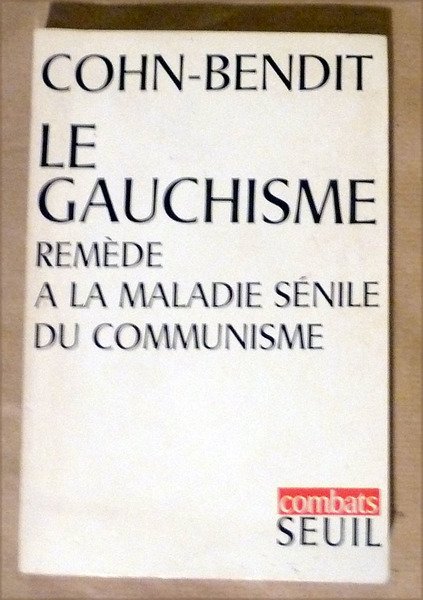 COHN-BENDIT
LE
GAUCHISME
REMÈDE
A LA MALADIE SÉNILE
DU COMMUNISME
combats
SEUIL